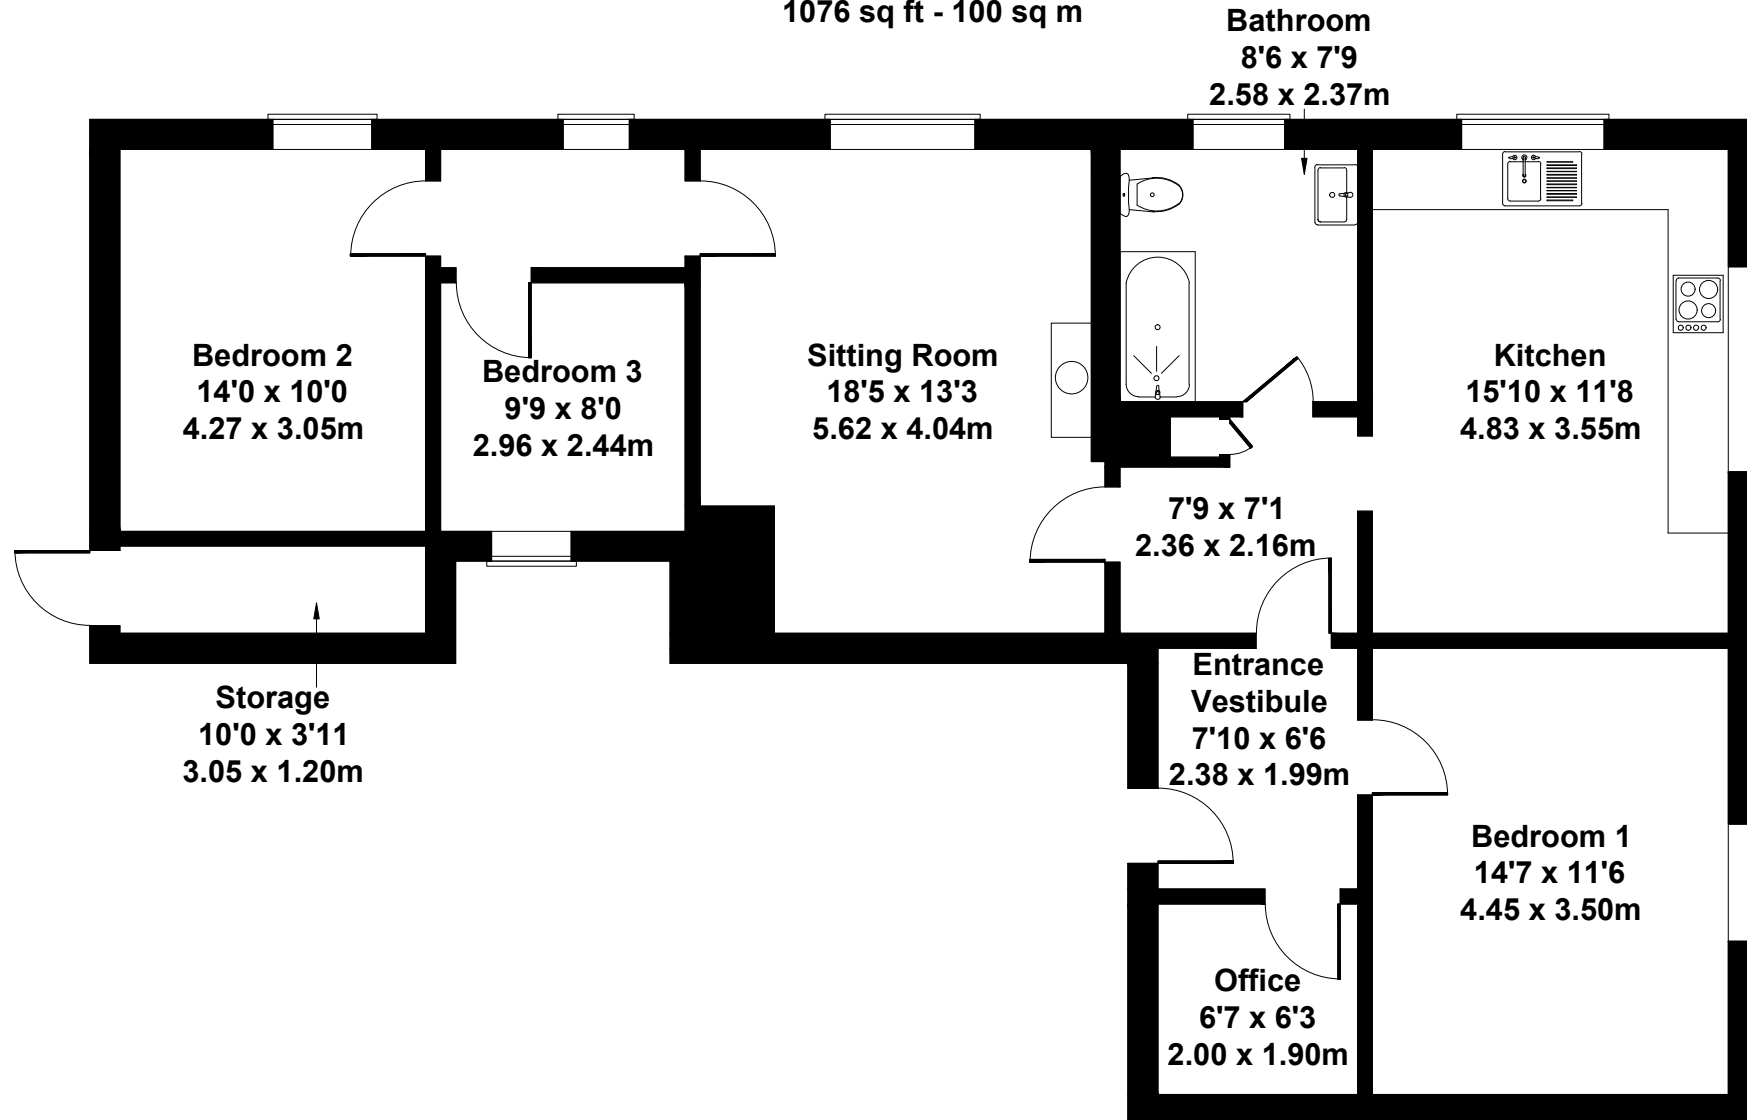 1076 sq ft - 100 sq m
Bathroom
8'6 x 7'9
2.58 x 2.37m
Bedroom 2
14'0 x 10'0
4.27 x 3.05m
Bedroom 3
9'9 x 8'0
2.96 x 2.44m
Sitting Room
18'5 x 13'3
5.62 x 4.04m
Kitchen
15'10 x 11'8
4.83 x 3.55m
7'9 x 7'1
2.36 x 2.16m
Storage
10'0 x 3'11
3.05 x 1.20m
Entrance
Vestibule
7'10 x 6'6
2.38 x 1.99m
Bedroom 1
14'7 x 11'6
4.45 x 3.50m
Office
6'7 x 6'3
2.00 x 1.90m